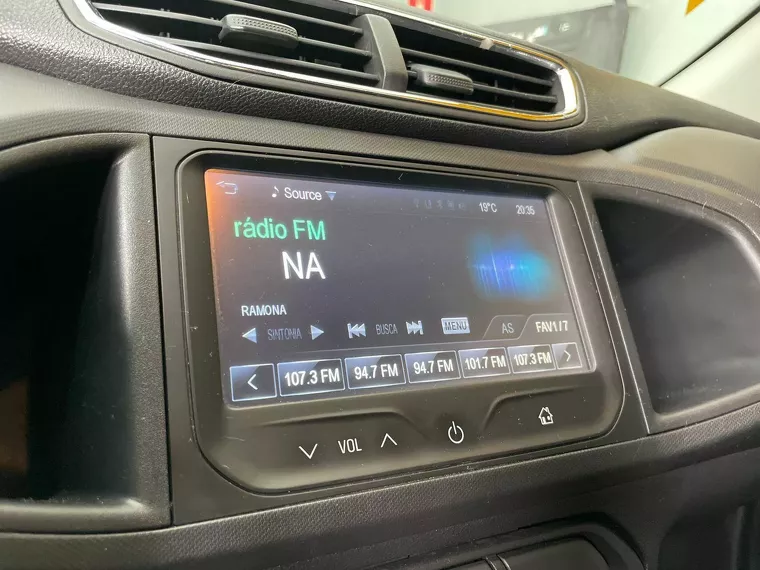 Source
19°C
20:35
rádio FM
NA
RAMONA
SINTONIA
BUSCA
MENU
AS
FAV1/7
107.3 FM
94.7 FM
94.7 FM
101.7 FM
107.3 FM
VOL